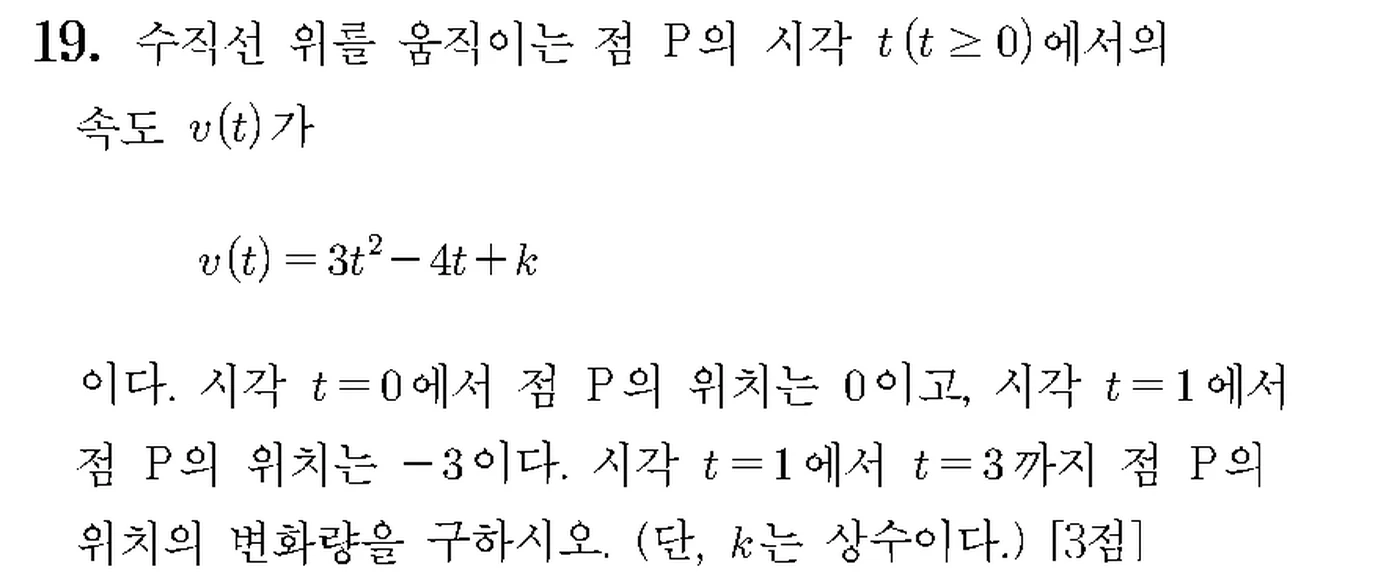 19. 수직선 위를 움직이는 점 P의 시각 t(t ≥ 0)에서의
속도 v(t)가
v(t) = 3t² − 4t + k
이다. 시각 t = 0에서 점 P의 위치는 0이고, 시각 t = 1에서
점 P의 위치는 −3이다. 시각 t = 1에서 t = 3까지 점 P의
위치의 변화량을 구하시오. (단, k는 상수이다.) [3점]